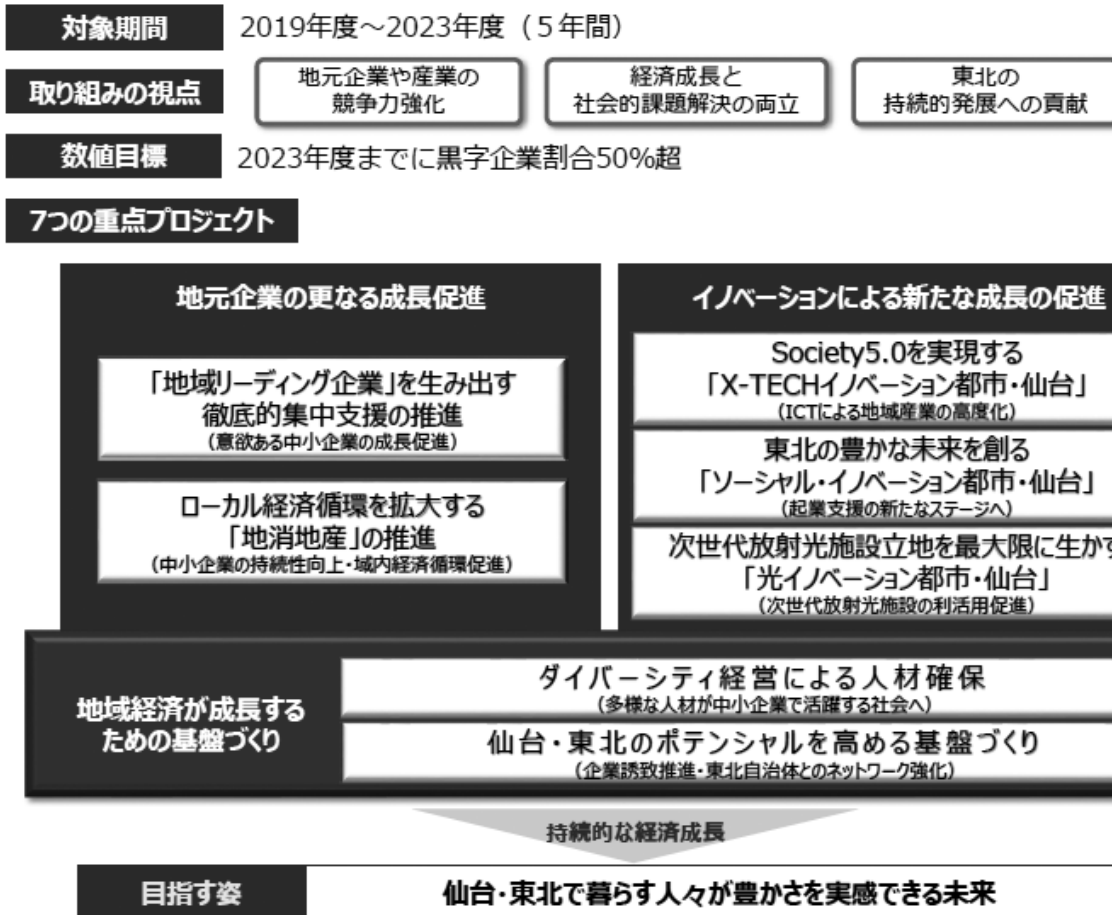 対象期間
2019年度～2023年度（５年間）
取り組みの視点
地元企業や産業の
競争力強化
経済成長と
社会的課題解決の両立
東北の
持続的発展への貢献
数値目標
2023年度までに黒字企業割合50%超
7つの重点プロジェクト
地元企業の更なる成長促進
「地域リーディング企業」を生み出す
徹底的集中支援の推進
（意欲ある中小企業の成長促進）
ローカル経済循環を拡大する
「地消地産」の推進
（中小企業の持続性向上・域内経済循環促進）
イノベーションによる新たな成長の促進
Society5.0を実現する
「X-TECHイノベーション都市・仙台」
（ICTによる地域産業の高度化）
東北の豊かな未来を創る
「ソーシャル・イノベーション都市・仙台」
（起業支援の新たなステージへ）
次世代放射光施設立地を最大限に生かす
「光イノベーション都市・仙台」
（次世代放射光施設の利活用促進）
地域経済が成長する
ための基盤づくり
ダイバーシティ経営による人材確保
（多様な人材が中小企業で活躍する社会へ）
仙台・東北のポテンシャルを高める基盤づくり
（企業誘致推進・東北自治体とのネットワーク強化）
持続的な経済成長
目指す姿
仙台・東北で暮らす人々が豊かさを実感できる未来